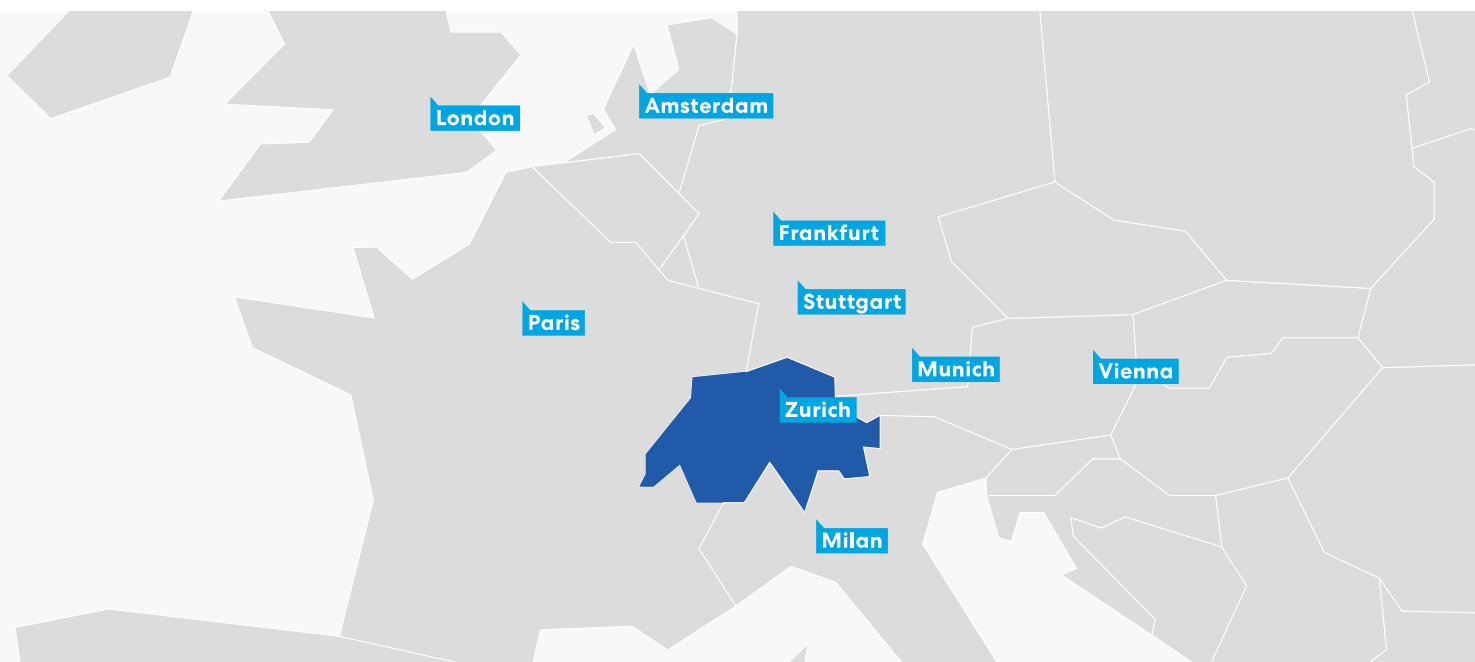 Amsterdam
London
Frankfurt
Stuttgart
Paris
Munich
Vienna
Zurich
Milan